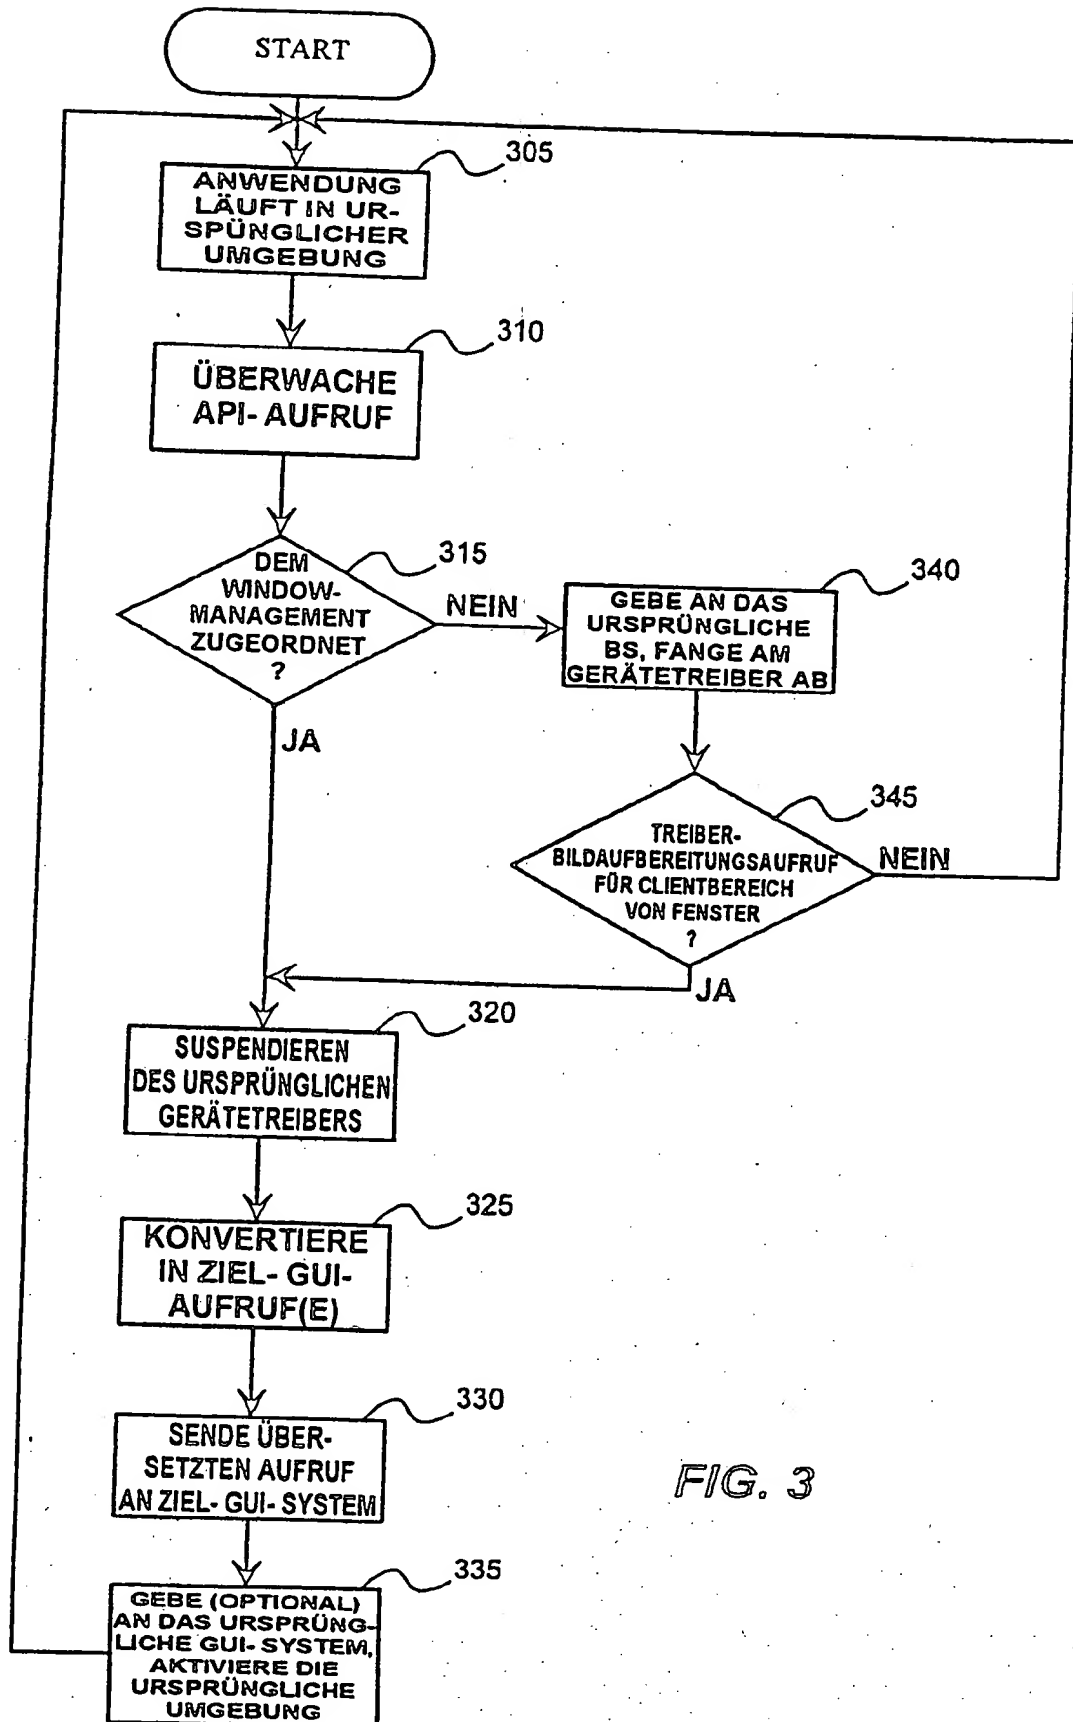 START
305
ANWENDUNG
LÄUFT IN UR-
SPÜNGLICHER
UMGEBUNG
310
ÜBERWACHE
API- AUFRUF
315
DEM
WINDOW-
MANAGEMENT
ZUGEORDNET
?
NEIN
JA
340
GEBE AN DAS
URSPRÜNGLICHE
BS, FANGE AM
GERÄTETREIBER AB
345
TREIBER-
BILDAUFBEREITUNGSAUFRUF
FÜR CLIENTBEREICH
VON FENSTER
?
NEIN
JA
320
SUSPENDIEREN
DES URSPRÜNGLICHEN
GERÄTETREIBERS
325
KONVERTIERE
IN ZIEL- GUI-
AUFRUF(E)
330
SENDE ÜBER-
SETZTEN AUFRUF
AN ZIEL- GUI- SYSTEM
335
GEBE (OPTIONAL)
AN DAS URSPRÜNG-
LICHE GUI- SYSTEM,
AKTIVIERE DIE
URSPRÜNGLICHE
UMGEBUNG
FIG. 3